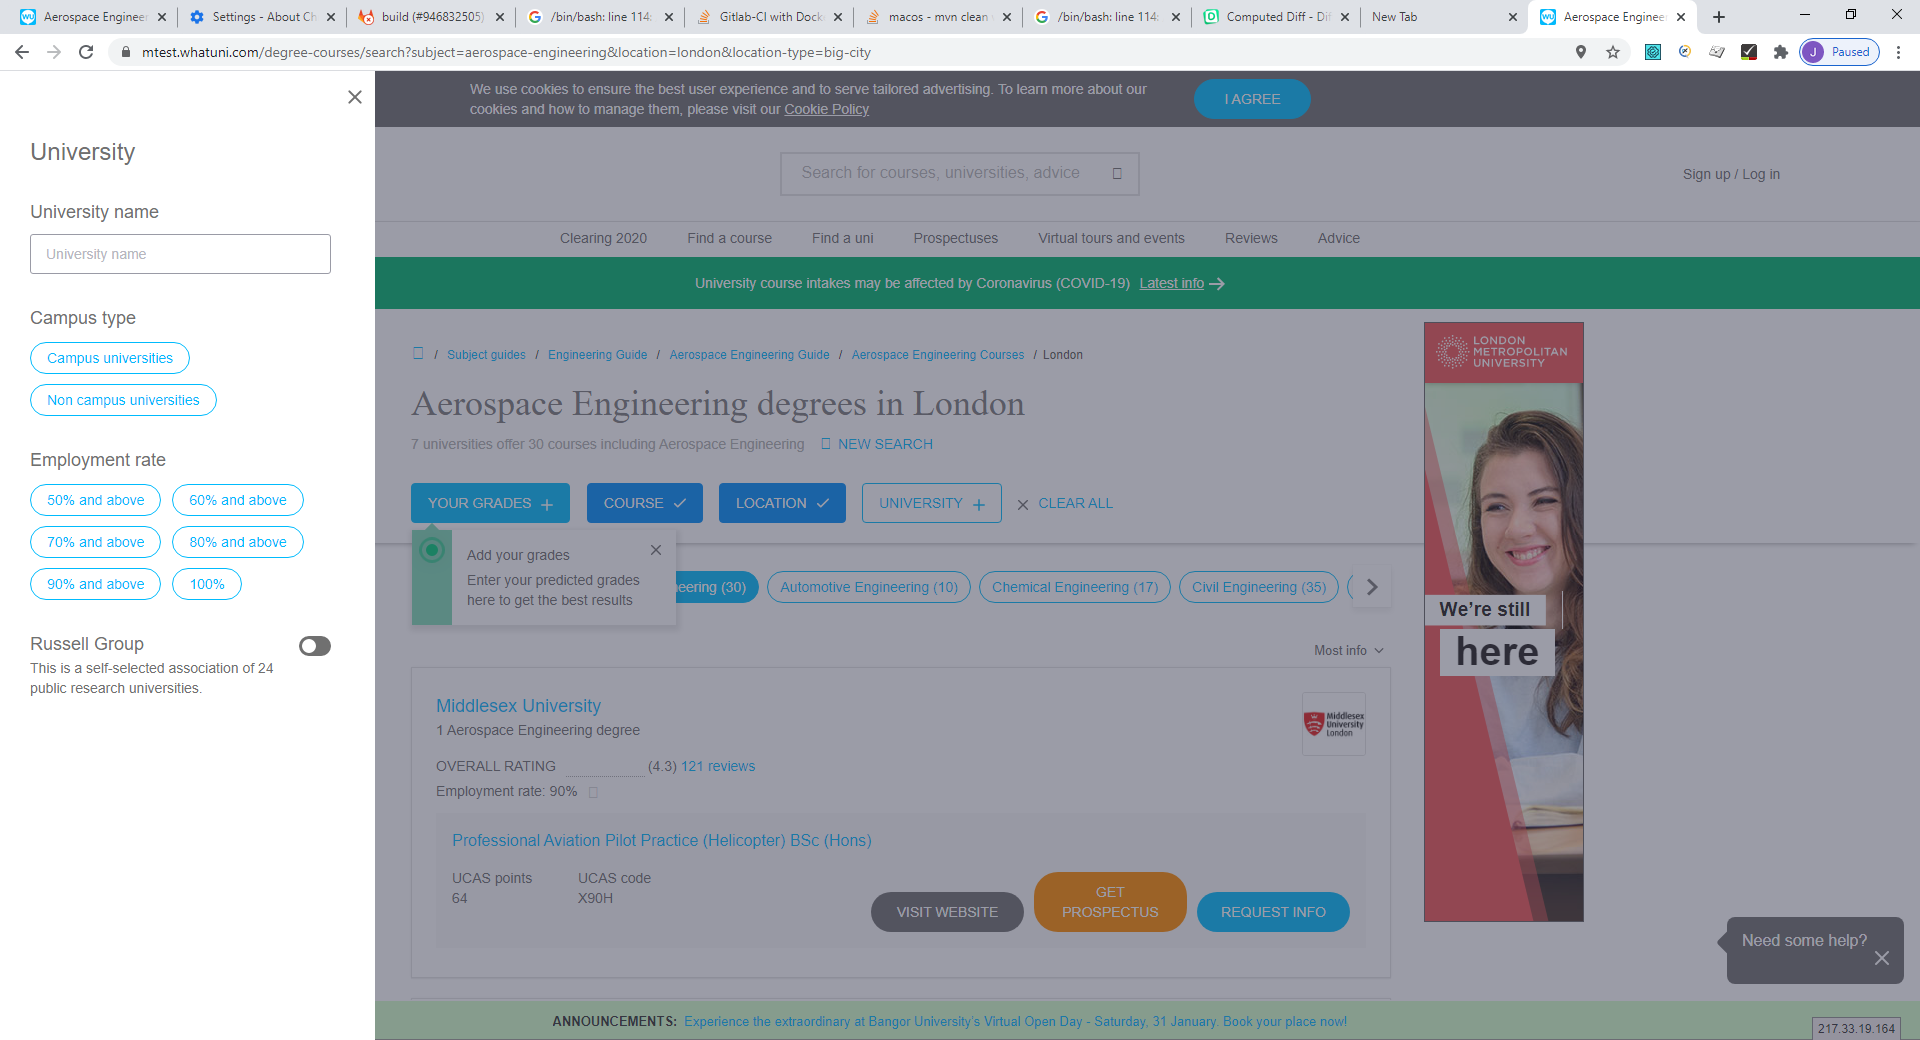 Aerospace Engineer
Settings - About Ch
build (#946832505)
/bin/bash: line 114:
Gitlab-CI with Dock
macos - mvn clean
/bin/bash: line 114:
Computed Diff - Dif
New Tab
Aerospace Enginee
mtest.whatuni.com/degree-courses/search?subject=aerospace-engineering&location=london&location-type=big-city
J Paused
We use cookies to ensure the best user experience and to serve tailored advertising. To learn more about our
cookies and how to manage them, please visit our Cookie Policy
I AGREE
University
University name
University name
Campus type
Campus universities
Non campus universities
Employment rate
50% and above
60% and above
70% and above
80% and above
90% and above
100%
Russell Group
This is a self-selected association of 24
public research universities.
Search for courses, universities, advice
Sign up / Log in
Clearing 2020
Find a course
Find a uni
Prospectuses
Virtual tours and events
Reviews
Advice
University course intakes may be affected by Coronavirus (COVID-19) Latest info
/ Subject guides / Engineering Guide / Aerospace Engineering Guide / Aerospace Engineering Courses / London
Aerospace Engineering degrees in London
7 universities offer 30 courses including Aerospace Engineering
NEW SEARCH
YOUR GRADES
COURSE
LOCATION
UNIVERSITY
CLEAR ALL
Add your grades
Enter your predicted grades
here to get the best results
neering (30)
Automotive Engineering (10)
Chemical Engineering (17)
Civil Engineering (35)
Most info
Middlesex University
1 Aerospace Engineering degree
OVERALL RATING (4.3) 121 reviews
Employment rate: 90%
Middlesex
University
London
Professional Aviation Pilot Practice (Helicopter) BSc (Hons)
UCAS points
64
UCAS code
X90H
VISIT WEBSITE
GET
PROSPECTUS
REQUEST INFO
LONDON
METROPOLITAN
UNIVERSITY
We're still
here
Need some help?
ANNOUNCEMENTS: Experience the extraordinary at Bangor University's Virtual Open Day - Saturday, 31 January. Book your place now!
217.33.19.164